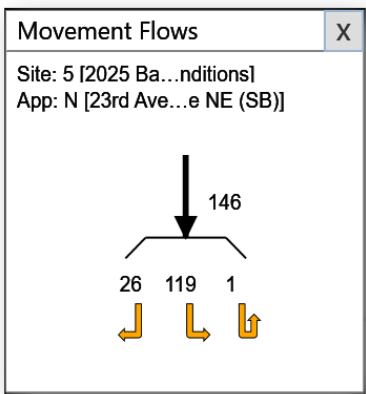 Movement Flows X
Site: 5 [2025 Ba...nditions]
App: N [23rd Ave...e NE (SB)]
146
26 119 1